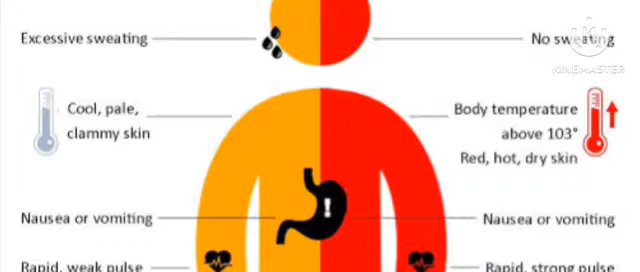 Excessive sweating
No sweating
KINEMASTER
Cool, pale,
clammy skin
Body temperature
above 103°
Red, hot, dry skin
!
Nausea or vomiting
Nausea or vomiting
Rapid, weak pulse
Rapid, strong pulse